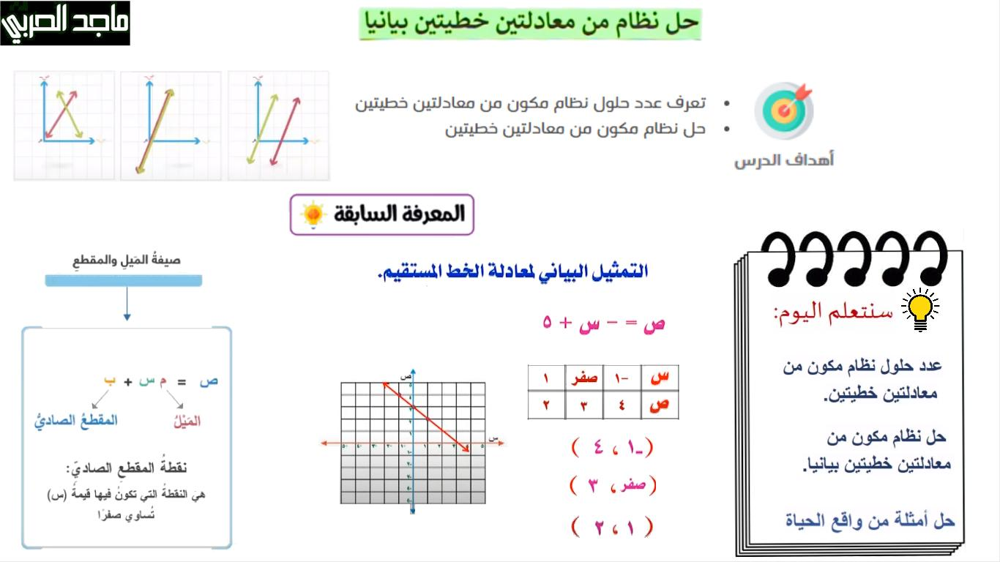 ماجد الحربي
حل نظام من معادلتين خطيتين بيانيا
أهداف الدرس
• تعرف عدد حلول نظام مكون من معادلتين خطيتين
• حل نظام مكون من معادلتين خطيتين
المعرفة السابقة
سنتعلم اليوم:
عدد حلول نظام مكون من
معادلتين خطيتين.
حل نظام مكون من
معادلتين خطيتين بيانيا.
حل أمثلة من واقع الحياة
التمثيل البياني لمعادلة الخط المستقيم.
ص = − س + ٥
س -١ صفر ١
ص ٤ ٣ ٢
(-١ ، ٤)
(صفر ، ٣)
(١ ، ٢)
ص
س
صيغةُ المَيلِ والمقطعِ
ص = م س + ب
المَيْلُ
المقطعُ الصاديُّ
نقطةُ المقطعِ الصاديّ:
هيَ النقطةُ التي تكونُ فيها قيمةُ (س)
تُساوي صفرًا